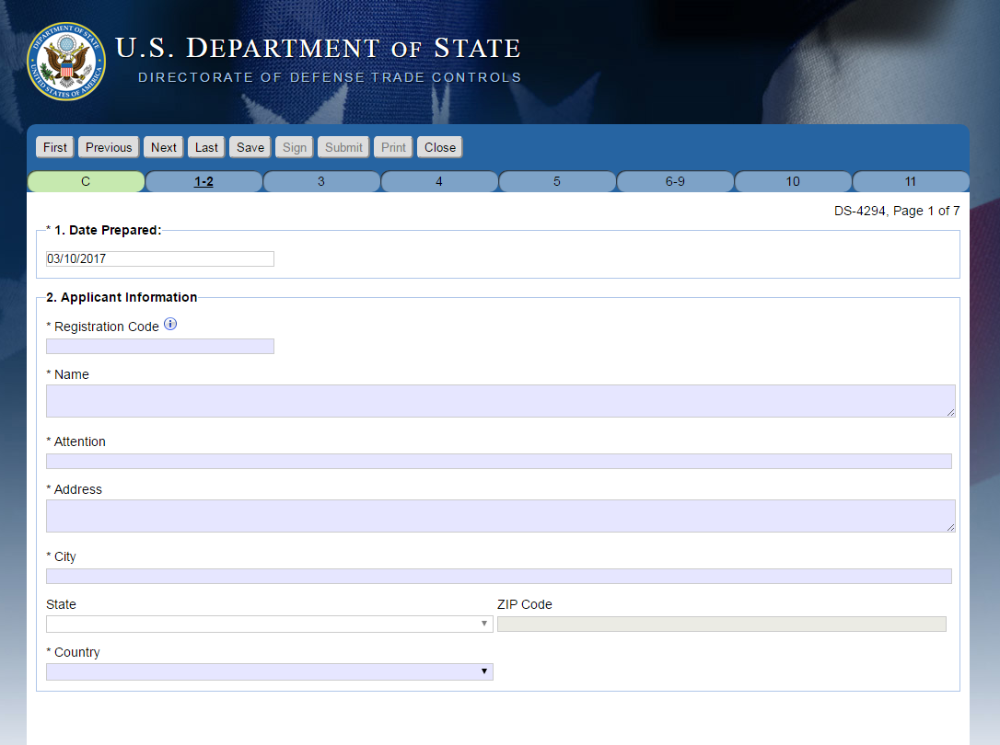 DEPARTMENT OF STATE
UNITED STATES OF AMERICA
U.S. DEPARTMENT OF STATE
DIRECTORATE OF DEFENSE TRADE CONTROLS
First Previous Next Last Save Sign Submit Print Close
C 1-2 3 4 5 6-9 10 11
DS-4294, Page 1 of 7
* 1. Date Prepared:
03/10/2017
2. Applicant Information
* Registration Code
* Name
* Attention
* Address
* City
State ZIP Code
* Country